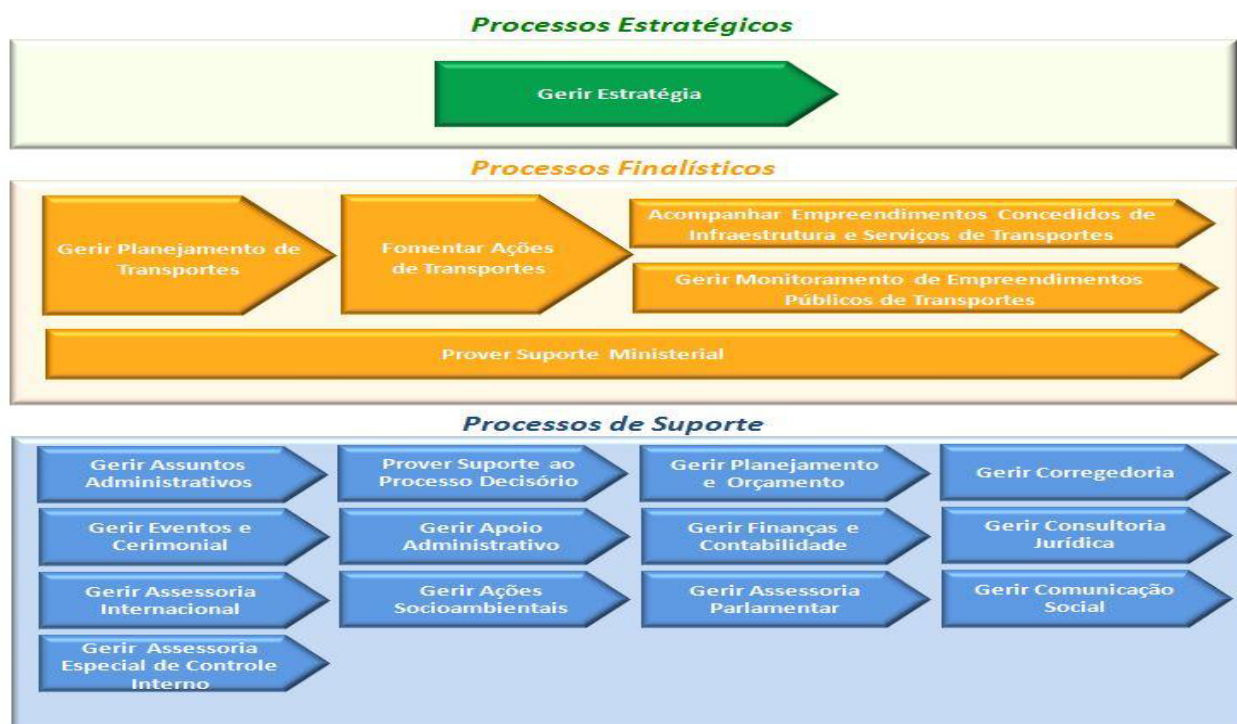 Processos Estratégicos
Gerir Estratégia
Processos Finalísticos
Gerir Planejamento de
Transportes
Fomentar Ações
de Transportes
Acompanhar Empreendimentos Concedidos de
Infraestrutura e Serviços de Transportes
Gerir Monitoramento de Empreendimentos
Públicos de Transportes
Prover Suporte Ministerial
Processos de Suporte
Gerir Assuntos
Administrativos
Prover Suporte ao
Processo Decisório
Gerir Planejamento
e Orçamento
Gerir Corregedoria
Gerir Eventos e
Cerimonial
Gerir Apoio
Administrativo
Gerir Finanças e
Contabilidade
Gerir Consultoria
Jurídica
Gerir Assessoria
Internacional
Gerir Ações
Socioambientais
Gerir Assessoria
Parlamentar
Gerir Comunicação
Social
Gerir Assessoria
Especial de Controle
Interno